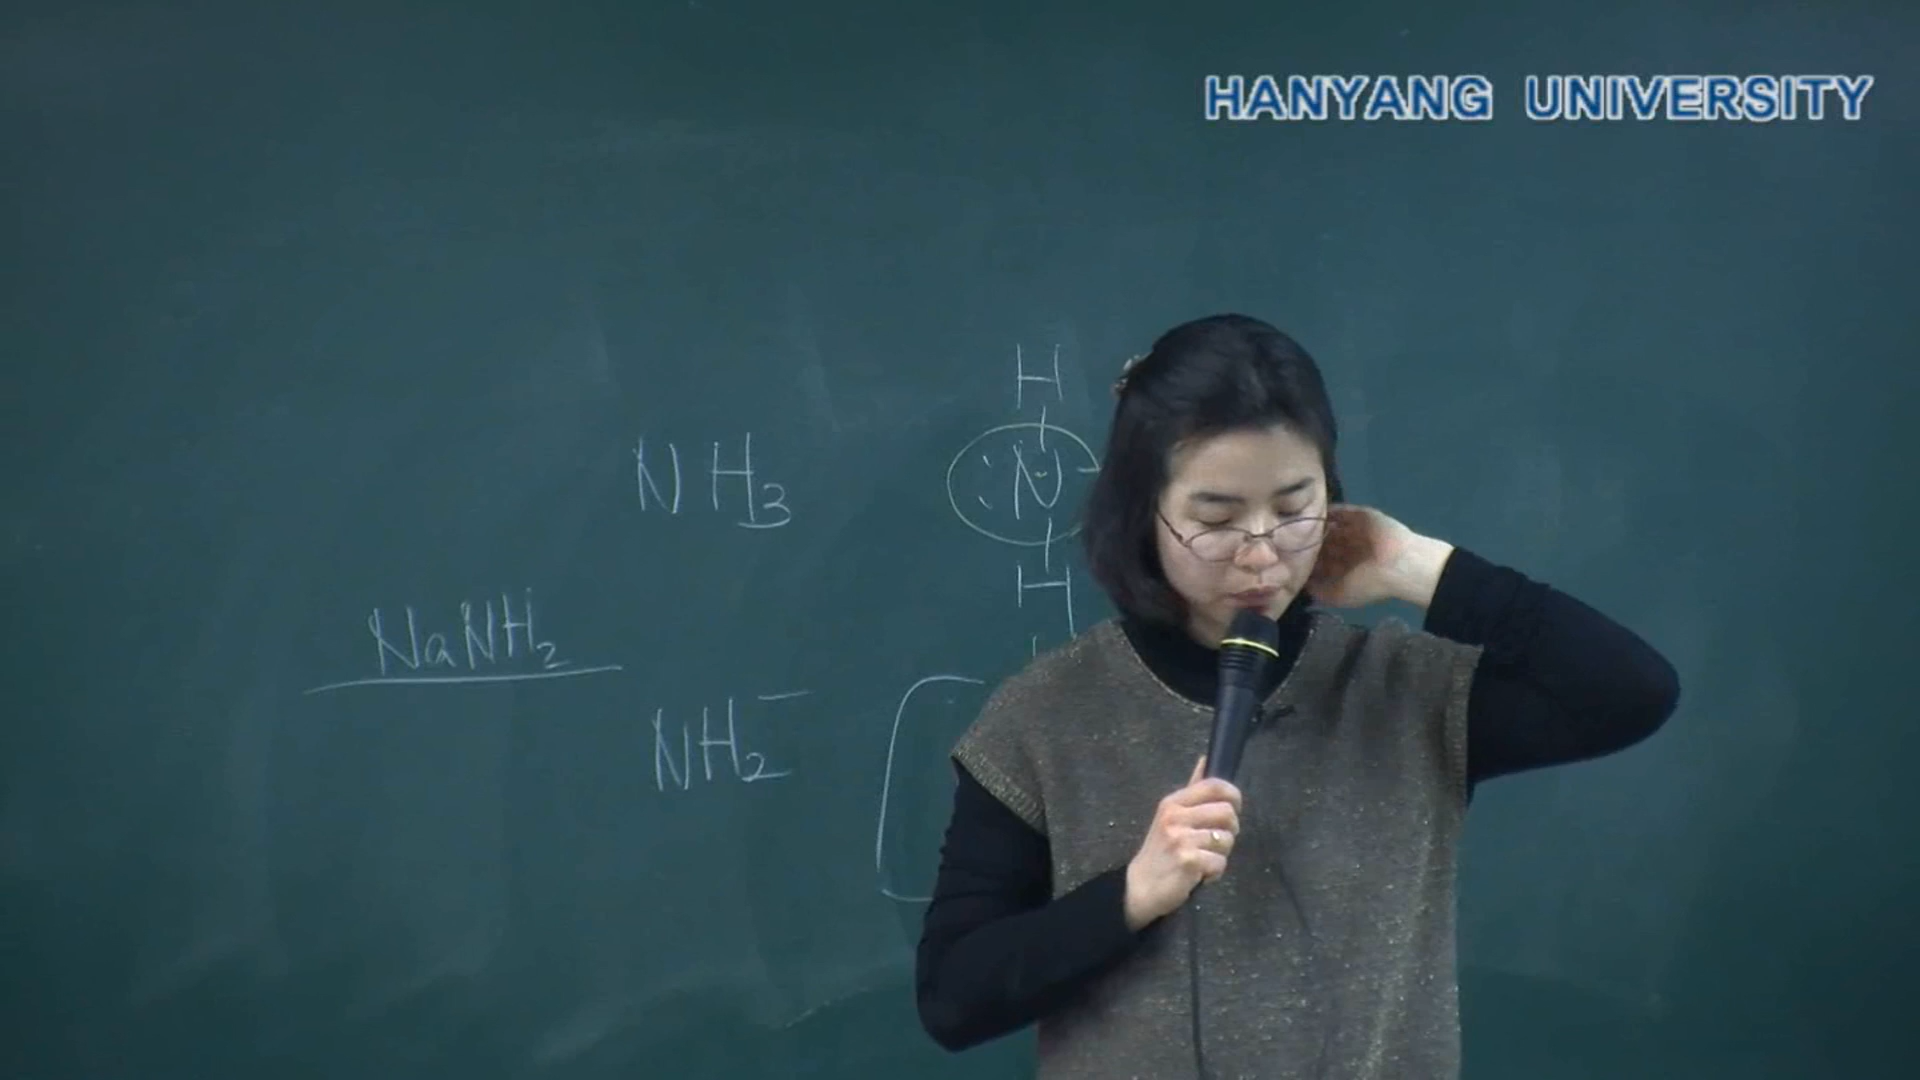 HANYANG UNIVERSITY
H
NH3
:N
H
NaNH2
NH2-